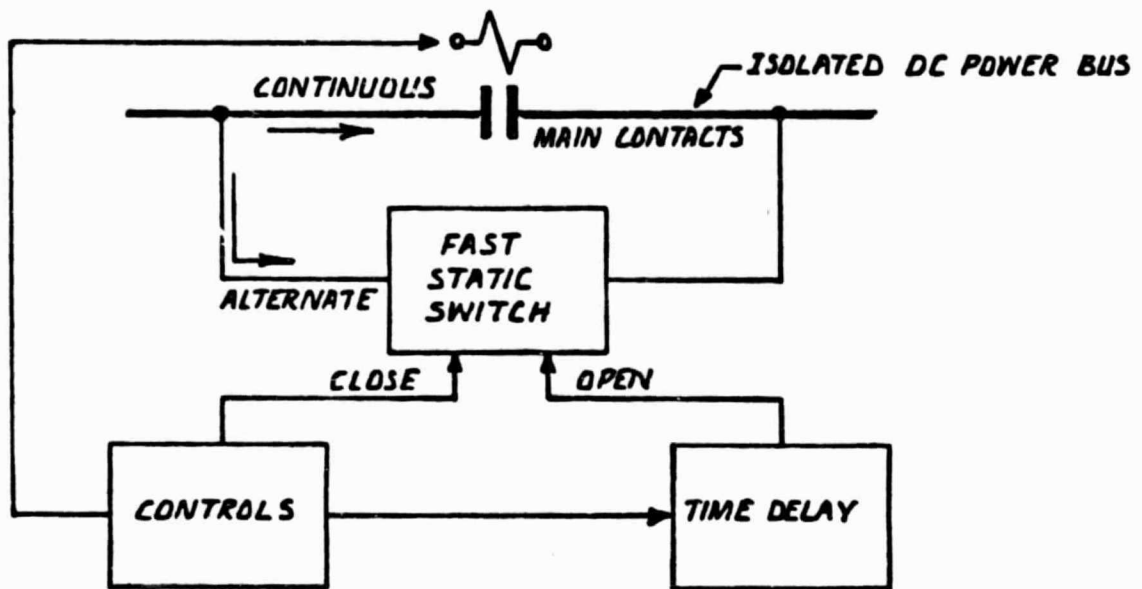 ISOLATED DC POWER BUS
CONTINUOUS
MAIN CONTACTS
FAST
STATIC
SWITCH
ALTERNATE
CLOSE
OPEN
CONTROLS
TIME DELAY